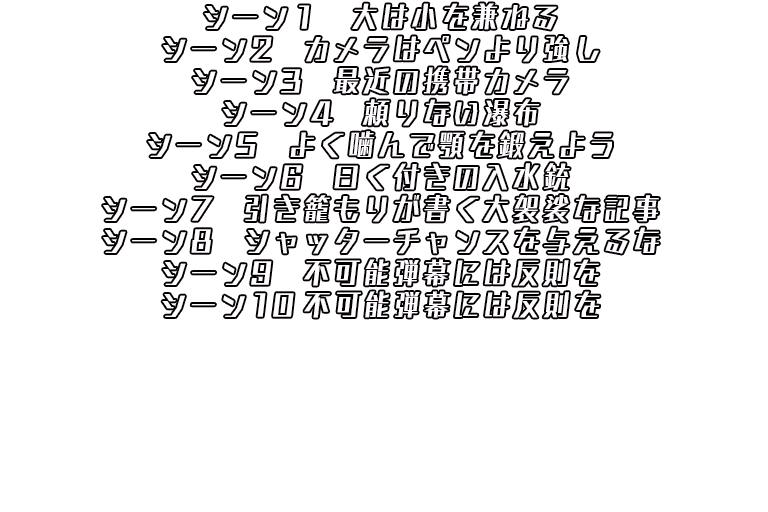 シーン1　大は小を兼ねる
シーン2　カメラはペンより強し
シーン3　最近の携帯カメラ
シーン4　頼りない瀑布
シーン5　よく噛んで顎を鍛えよう
シーン6　曰く付きの入水銃
シーン7　引き籠もりが書く大袈裟な記事
シーン8　シャッターチャンスを与えるな
シーン9　不可能弾幕には反則を
シーン10 不可能弾幕には反則を